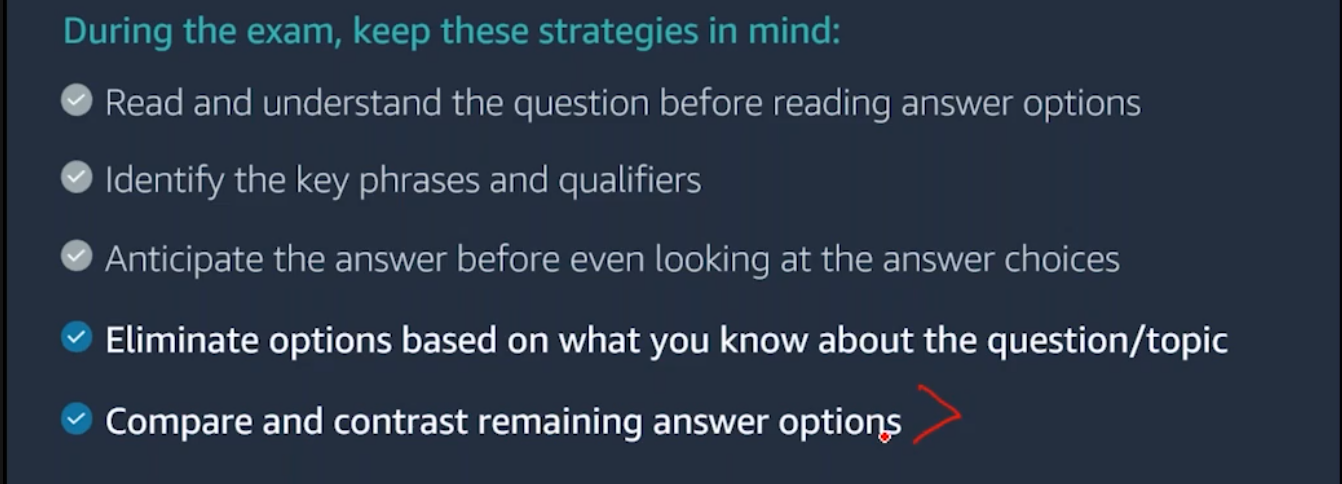 During the exam, keep these strategies in mind:
Read and understand the question before reading answer options
Identify the key phrases and qualifiers
Anticipate the answer before even looking at the answer choices
Eliminate options based on what you know about the question/topic
Compare and contrast remaining answer options